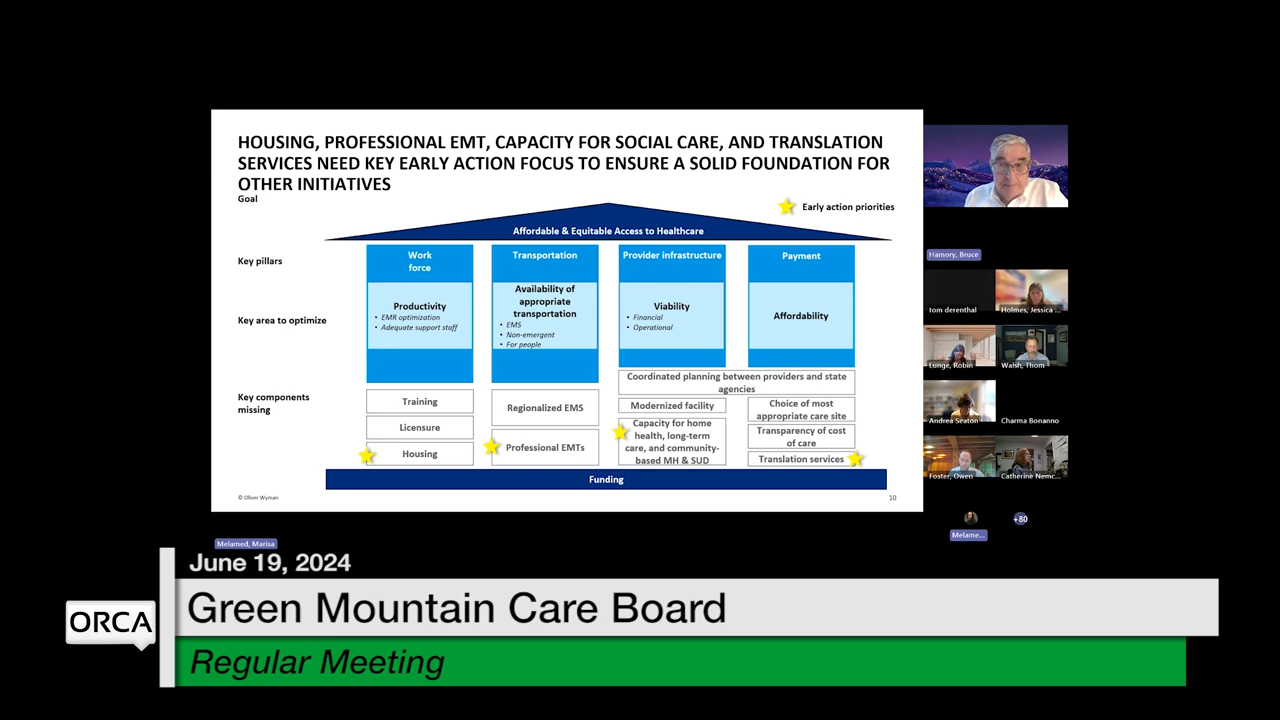 HOUSING, PROFESSIONAL EMT, CAPACITY FOR SOCIAL CARE, AND TRANSLATION
SERVICES NEED KEY EARLY ACTION FOCUS TO ENSURE A SOLID FOUNDATION FOR
OTHER INITIATIVES
Goal
Early action priorities
Affordable & Equitable Access to Healthcare
Key pillars
Work
force
Transportation
Provider infrastructure
Payment
Key area to optimize
Productivity
• EMR optimization
• Adequate support staff
Availability of
appropriate
transportation
• EMS
• Non-emergent
• For people
Viability
• Financial
• Operational
Affordability
Key components
missing
Coordinated planning between providers and state
agencies
Training
Licensure
Housing
Regionalized EMS
Professional EMTs
Modernized facility
Capacity for home
health, long-term
care, and community-
based MH & SUD
Choice of most
appropriate care site
Transparency of cost
of care
Translation services
Funding
© Oliver Wyman
10
Hamory, Bruce
tom derenthal
Holmes, Jessica ...
Lunge, Robin
Walsh, Thom
Andrea Seaton
Charma Bonanno
Foster, Owen
Catherine Nemc...
+80
Melame...
Melamed, Marisa
June 19, 2024
ORCA
Green Mountain Care Board
Regular Meeting